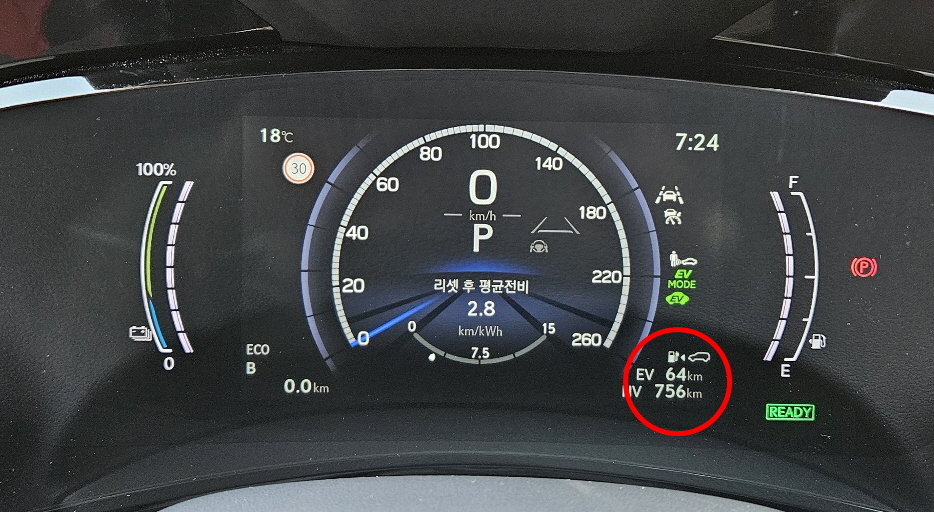 18℃
7:24
30
100%
0
0
20
40
60
80
100
140
180
220
260
0
km/h
P
리셋 후 평균전비
2.8
km/kWh
0
7.5
15
EV
MODE
EV
ECO
B
0.0 km
EV 64km
HV 756km
F
E
P
READY